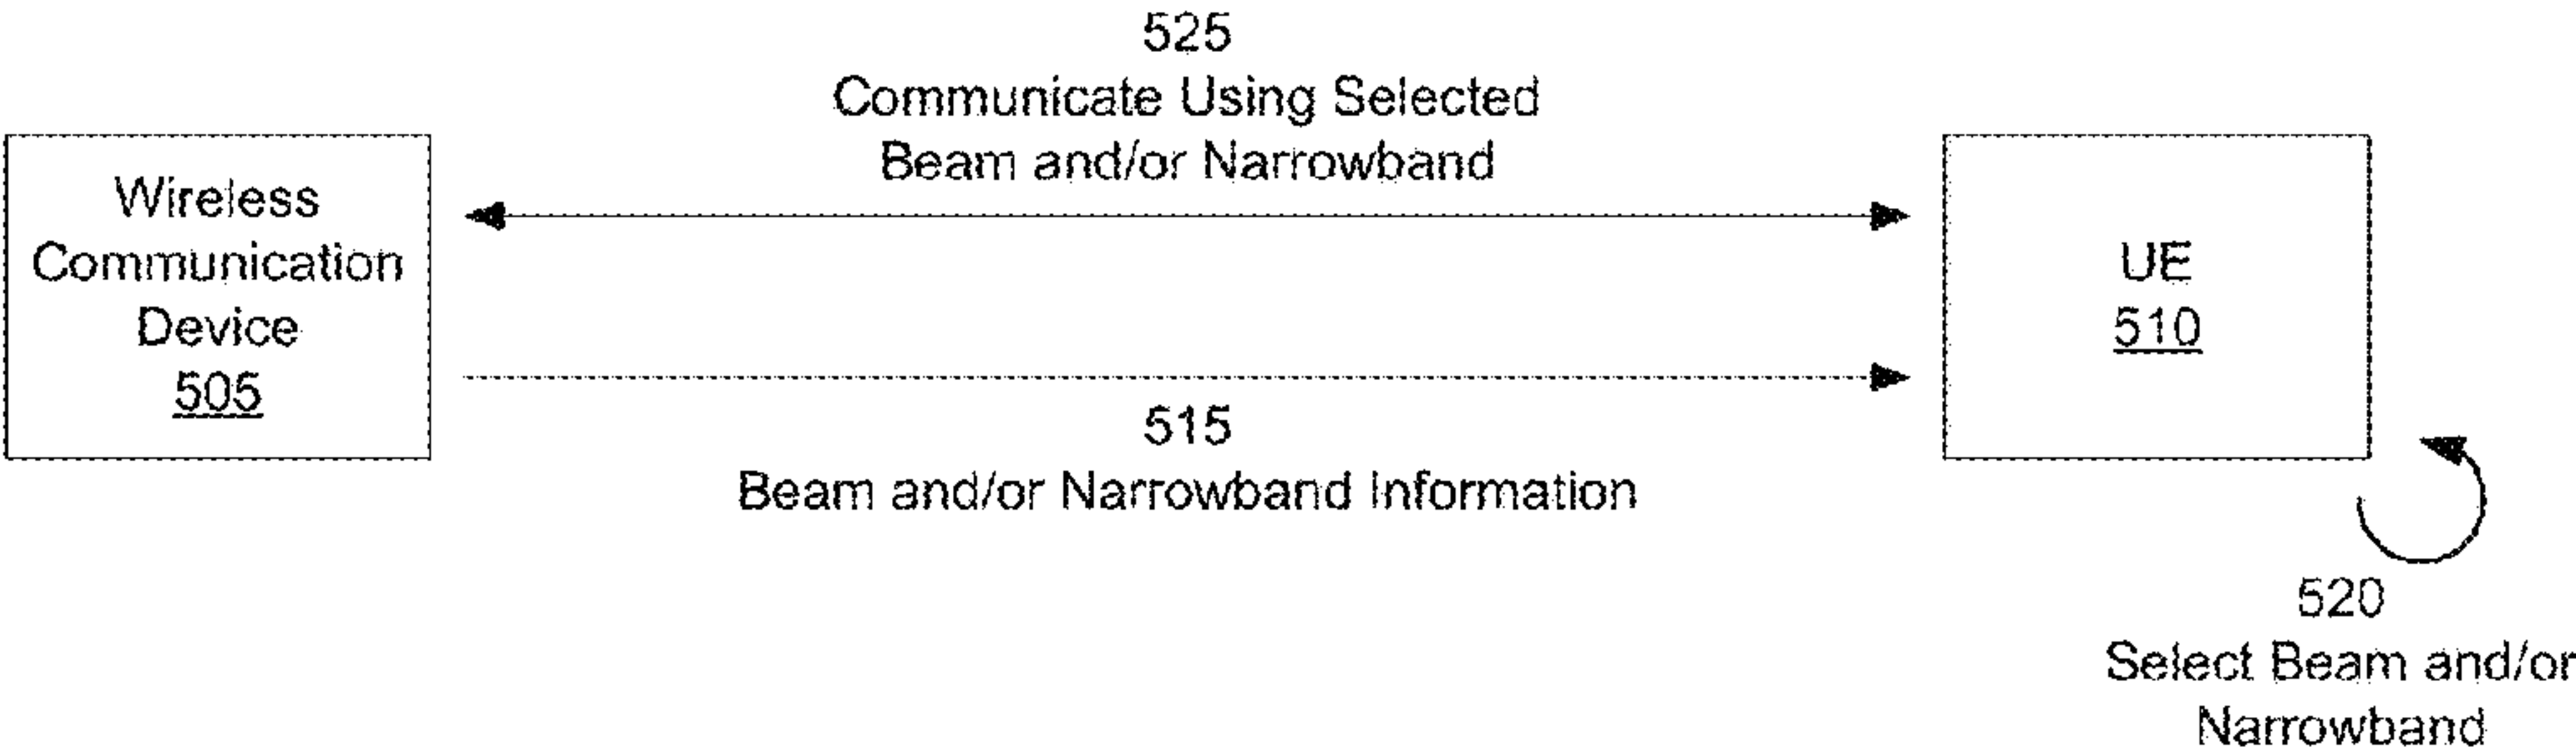 525
Communicate Using Selected
Beam and/or Narrowband
Wireless
Communication
Device
505
UE
510
515
Beam and/or Narrowband Information
520
Select Beam and/or
Narrowband